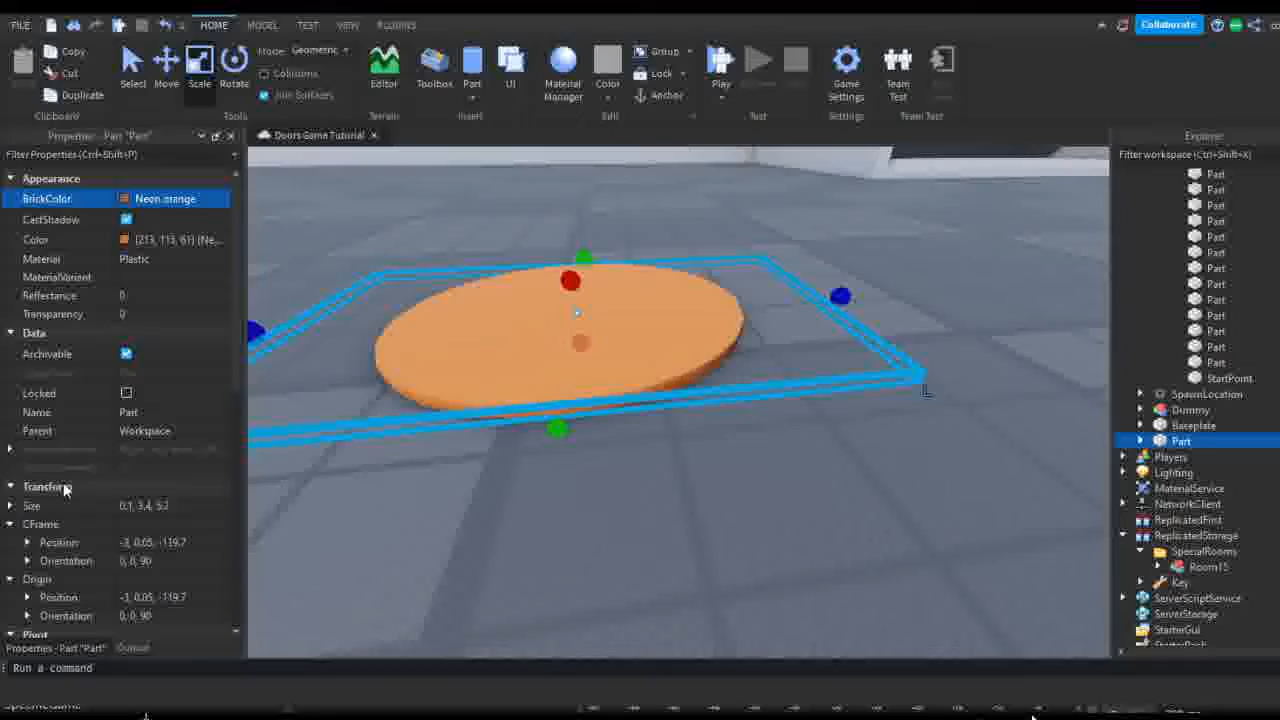 FILE HOME MODEL TEST VIEW PLUGINS Collaborate
Copy
Cut
Duplicate
Clipboard
Select Move Scale Rotate
Mode: Geometric
Collisions
Join Surfaces
Tools
Editor
Terrain
Toolbox Part UI
Insert
Material Manager
Color
Group
Lock
Anchor
Edit
Play
Test
Game Settings
Settings
Team Test
Team Test
Properties - Part "Part"
Filter Properties (Ctrl+Shift+P)
Appearance
BrickColor Neon orange
CastShadow
Color [213, 113, 61] (Ne...
Material Plastic
MaterialVariant
Reflectance 0
Transparency 0
Data
Archivable
Locked
Name Part
Parent Workspace
Transform
Size 0.1, 3.4, 5.2
CFrame
Position -3, 0.05, -119.7
Orientation 0, 0, 90
Origin
Position -3, 0.05, -119.7
Orientation 0, 0, 90
Pivot
Properties - Part "Part" Output
Run a command
Doors Game Tutorial
Explorer
Filter workspace (Ctrl+Shift+X)
Part
Part
Part
Part
Part
Part
Part
Part
Part
Part
Part
Part
Part
StartPoint
SpawnLocation
Dummy
Baseplate
Part
Players
Lighting
MaterialService
NetworkClient
ReplicatedFirst
ReplicatedStorage
SpecialRooms
Room15
Key
ServerScriptService
ServerStorage
StarterGui
StarterPack